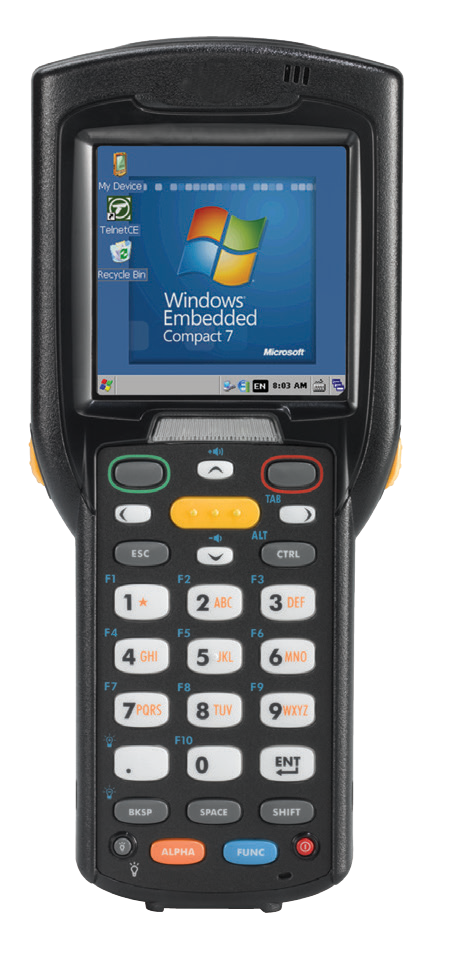 My Device
TelnetCE
Recycle Bin
Windows®
Embedded
Compact 7
Microsoft
EN 8:03 AM
TAB
ALT
ESC
CTRL
F1 F2 F3
1 * 2 ABC 3 DEF
F4 F5 F6
4 GHI 5 JKL 6 MNO
F7 F8 F9
7 PQRS 8 TUV 9 WXYZ
F10
. 0 ENT
BKSP SPACE SHIFT
ALPHA FUNC